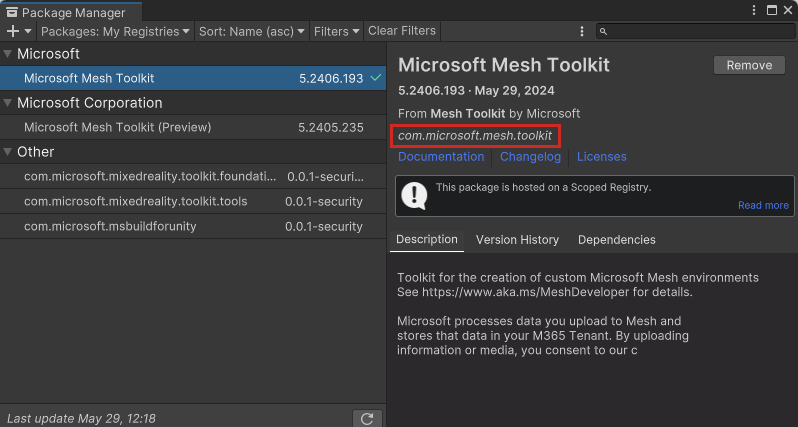 Package Manager
+ Packages: My Registries Sort: Name (asc) Filters Clear Filters
Microsoft
Microsoft Mesh Toolkit 5.2406.193
Microsoft Corporation
Microsoft Mesh Toolkit (Preview) 5.2405.235
Other
com.microsoft.mixedreality.toolkit.foundati... 0.0.1-securi...
com.microsoft.mixedreality.toolkit.tools 0.0.1-security
com.microsoft.msbuildforunity 0.0.1-security
Last update May 29, 12:18
Microsoft Mesh Toolkit Remove
5.2406.193 · May 29, 2024
From Mesh Toolkit by Microsoft
com.microsoft.mesh.toolkit
Documentation Changelog Licenses
This package is hosted on a Scoped Registry.
Read more
Description Version History Dependencies
Toolkit for the creation of custom Microsoft Mesh environments
See https://www.aka.ms/MeshDeveloper for details.
Microsoft processes data you upload to Mesh and
stores that data in your M365 Tenant. By uploading
information or media, you consent to our c